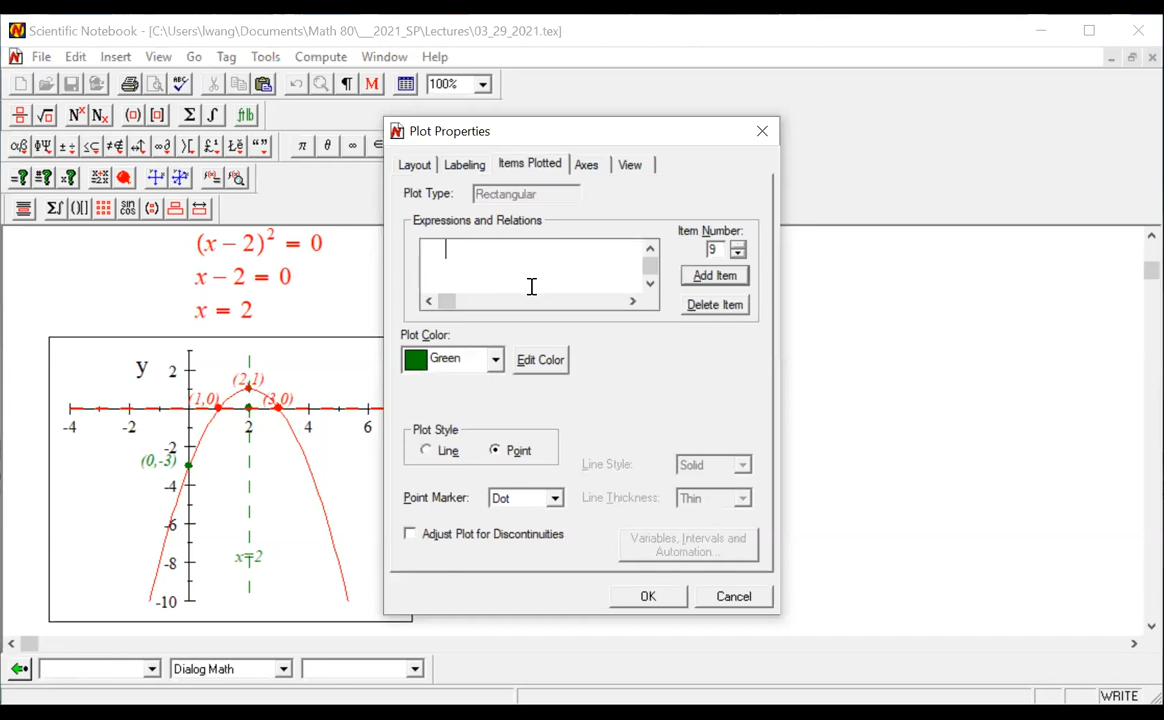 Scientific Notebook - [C:\Users\lwang\Documents\Math 80\__2021_SP\Lectures\03_29_2021.tex]
File Edit Insert View Go Tag Tools Compute Window Help
100%
(x − 2)² = 0
x − 2 = 0
x = 2
y
2
(2,1)
(1,0) (3,0)
-4 -2 2 4 6
-2
(0,-3)
-4
-6
-8
x=2
-10
Plot Properties
Layout Labeling Items Plotted Axes View
Plot Type: Rectangular
Expressions and Relations
Item Number:
9
Add Item
Delete Item
Plot Color:
Green Edit Color
Plot Style
Line Point
Line Style: Solid
Point Marker: Dot Line Thickness: Thin
Adjust Plot for Discontinuities
Variables, Intervals and
Automation...
OK Cancel
Dialog Math
WRITE